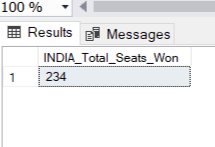 100 %
Results Messages
INDIA_Total_Seats_Won
1 234